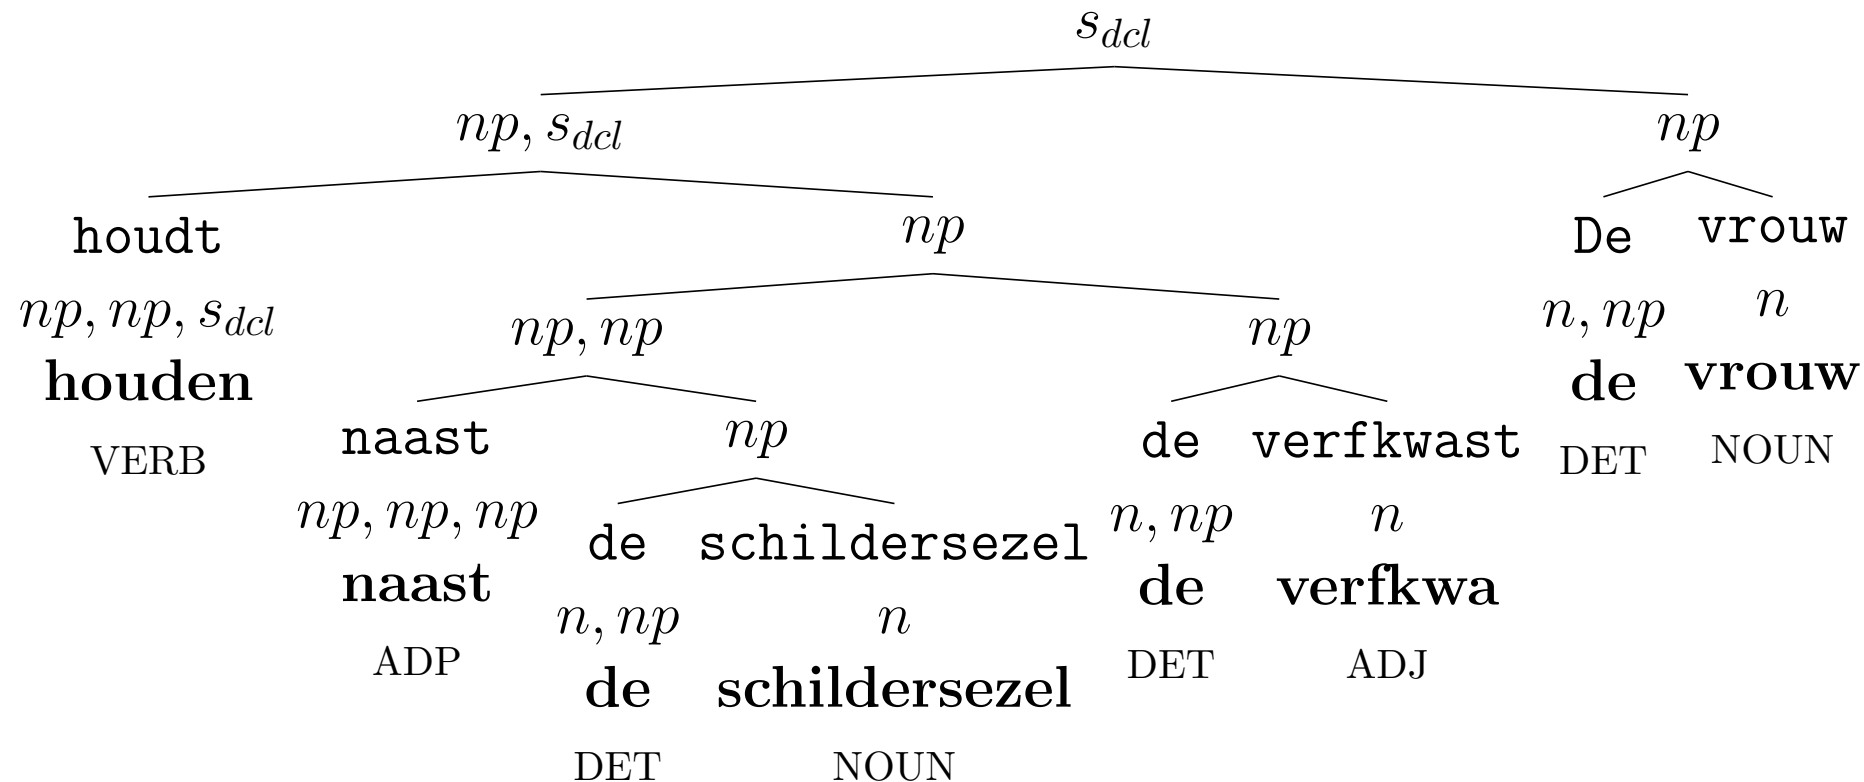 s_dcl
np, s_dcl np
houdt np De vrouw
np, np, s_dcl np, np np n, np n
houden naast np de verfkwast de vrouw
VERB np, np, np de schildersezel n, np n DET NOUN
naast n, np n de verfkwa
ADP de schildersezel DET ADJ
DET NOUN